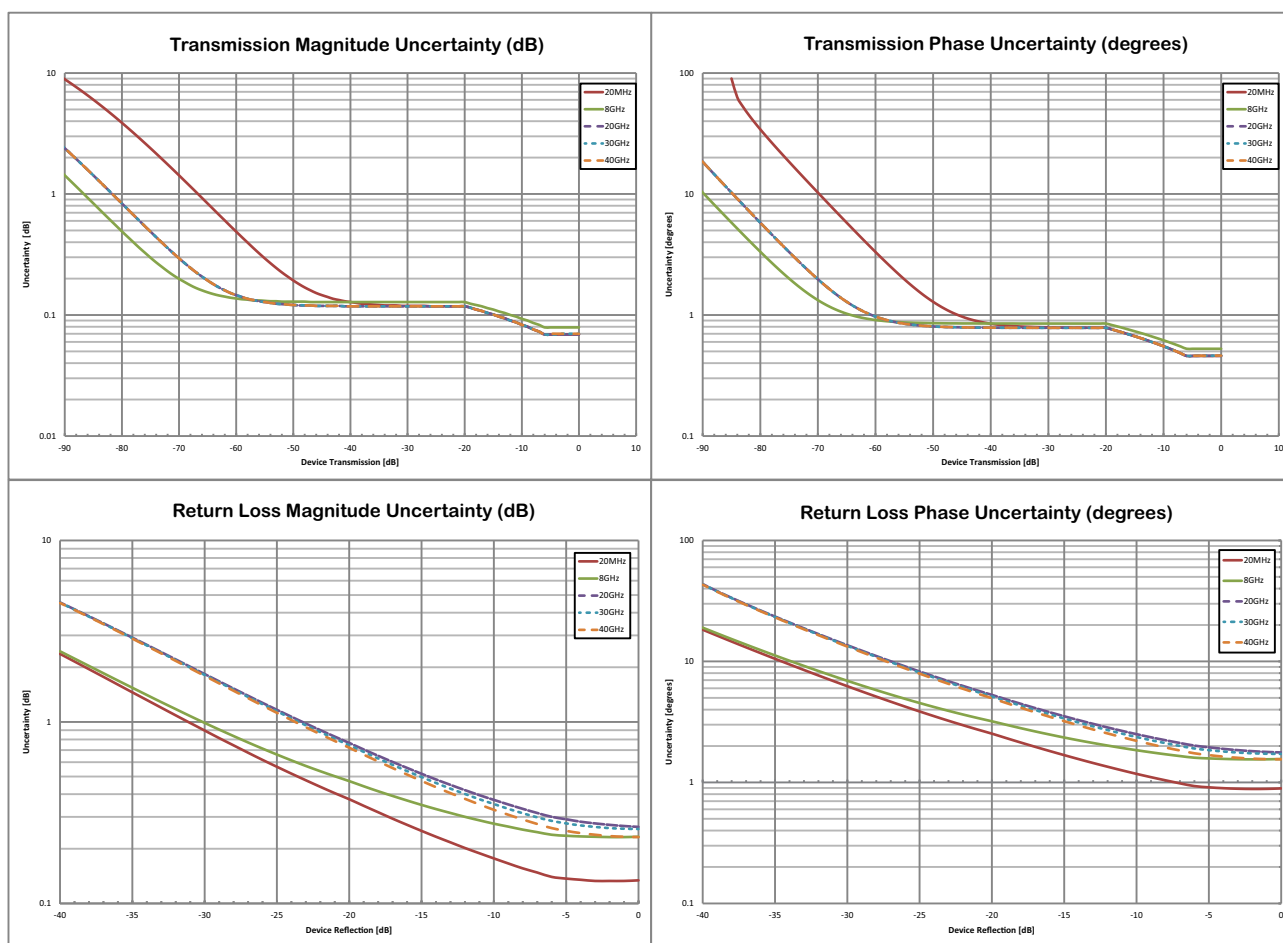 Transmission Magnitude Uncertainty (dB)
10
1
0.1
0.01
Uncertainty [dB]
-90 -80 -70 -60 -50 -40 -30 -20 -10 0 10
Device Transmission [dB]
20MHz
8GHz
20GHz
30GHz
40GHz
Transmission Phase Uncertainty (degrees)
100
10
1
0.1
Uncertainty [degrees]
-90 -80 -70 -60 -50 -40 -30 -20 -10 0 10
Device Transmission [dB]
20MHz
8GHz
20GHz
30GHz
40GHz
Return Loss Magnitude Uncertainty (dB)
10
1
0.1
Uncertainty [dB]
-40 -35 -30 -25 -20 -15 -10 -5 0
Device Reflection [dB]
20MHz
8GHz
20GHz
30GHz
40GHz
Return Loss Phase Uncertainty (degrees)
100
10
1
0.1
Uncertainty [degrees]
-40 -35 -30 -25 -20 -15 -10 -5 0
Device Reflection [dB]
20MHz
8GHz
20GHz
30GHz
40GHz